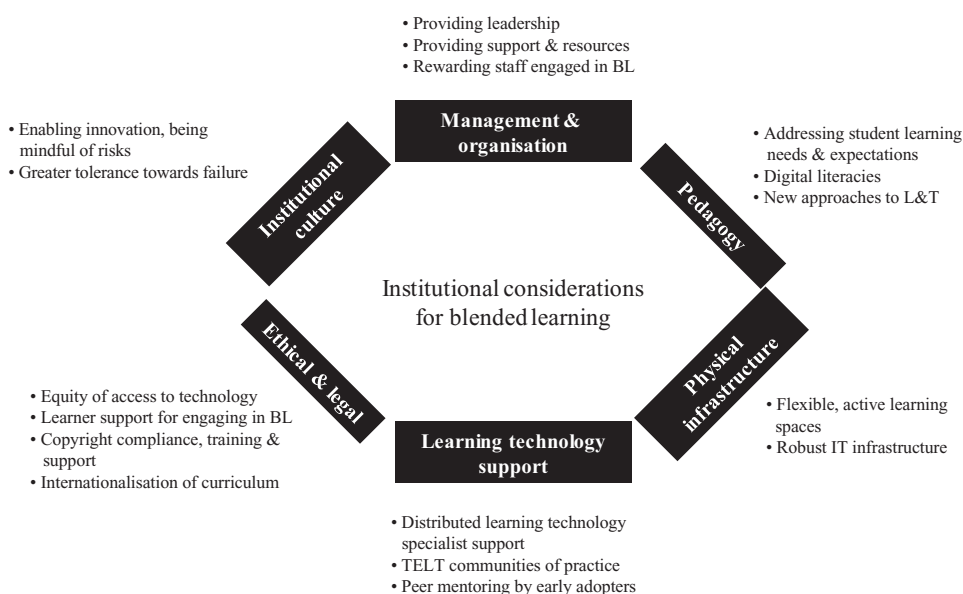 • Providing leadership
• Providing support & resources
• Rewarding staff engaged in BL
Management &
organisation
• Addressing student learning
needs & expectations
• Digital literacies
• New approaches to L&T
Pedagogy
Physical
infrastructure
• Flexible, active learning
spaces
• Robust IT infrastructure
Learning technology
support
• Distributed learning technology
specialist support
• TELT communities of practice
• Peer mentoring by early adopters
Ethical & legal
• Equity of access to technology
• Learner support for engaging in BL
• Copyright compliance, training &
support
• Internationalisation of curriculum
Institutional
culture
• Enabling innovation, being
mindful of risks
• Greater tolerance towards failure
Institutional considerations
for blended learning